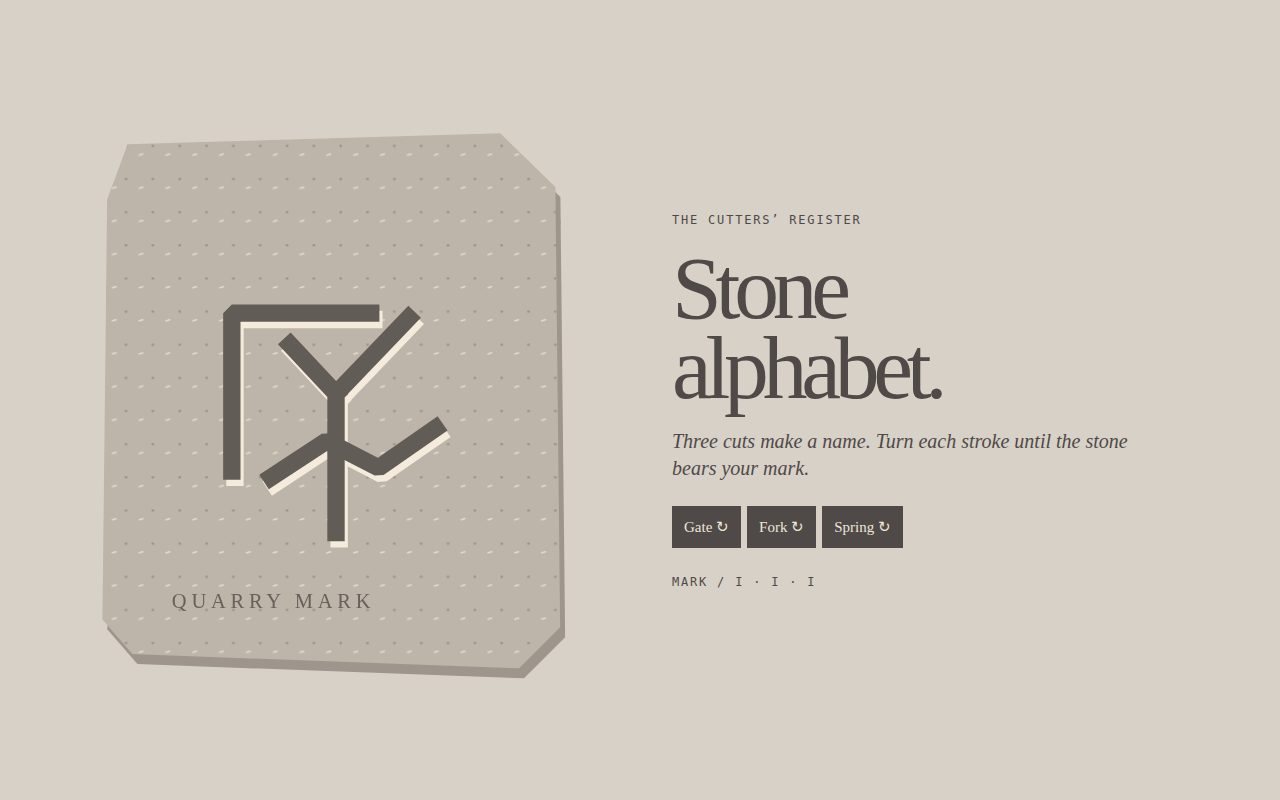 QUARRY MARK
THE CUTTERS’ REGISTER
Stone
alphabet.
Three cuts make a name. Turn each stroke until the stone
bears your mark.
Gate ↻ Fork ↻ Spring ↻
MARK / I · I · I